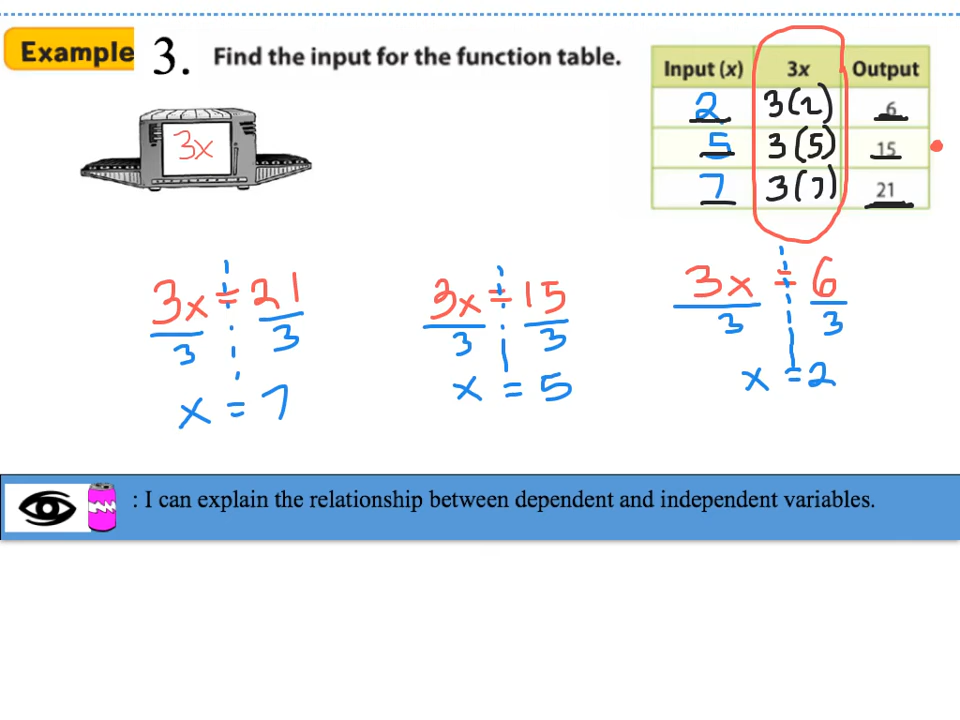 Example 3. Find the input for the function table.
3x
Input (x) 3x Output
2 3(2) 6
5 3(5) 15
7 3(7) 21
3x = 21
3 3
x = 7
3x = 15
3 3
x = 5
3x = 6
3 3
x = 2
: I can explain the relationship between dependent and independent variables.